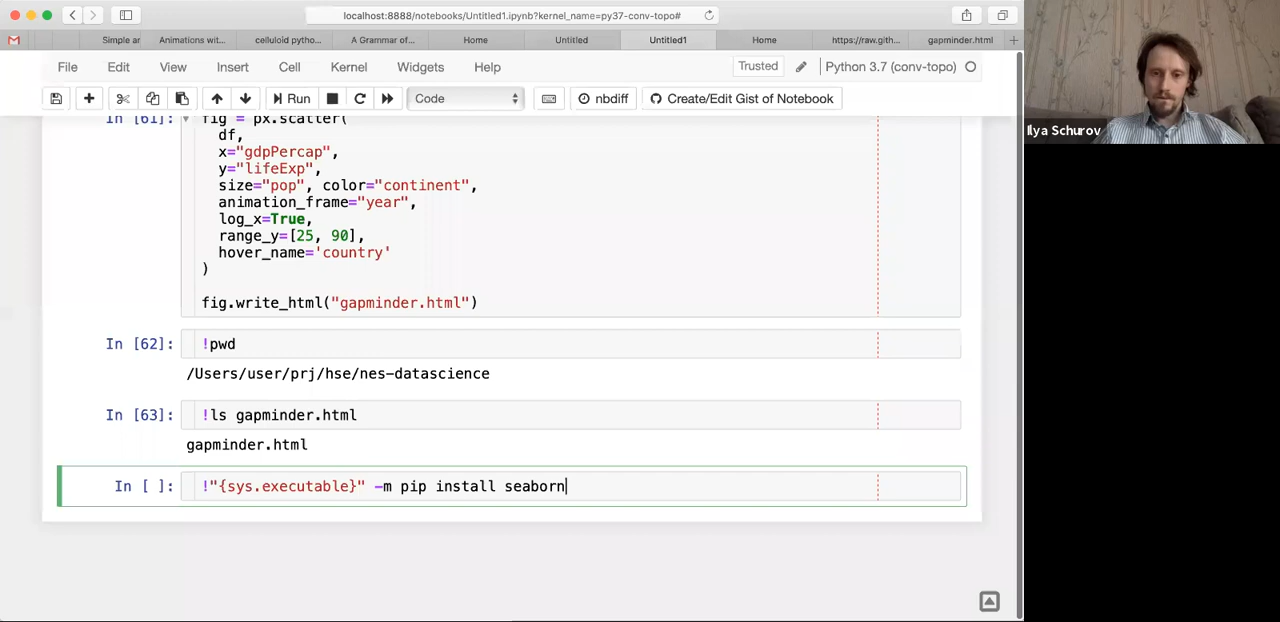 localhost:8888/notebooks/Untitled1.ipynb?kernel_name=py37-conv-topo#
Simple ar
Animations wit...
celluloid pytho...
A Grammar of...
Home
Untitled
Untitled1
Home
https://raw.gith...
gapminder.html
File Edit View Insert Cell Kernel Widgets Help
Trusted
Python 3.7 (conv-topo)
Run
Code
nbdiff
Create/Edit Gist of Notebook
In [61]: fig = px.scatter(
df,
x="gdpPercap",
y="lifeExp",
size="pop", color="continent",
animation_frame="year",
log_x=True,
range_y=[25, 90],
hover_name='country'
)
fig.write_html("gapminder.html")
In [62]: !pwd
/Users/user/prj/hse/nes-datascience
In [63]: !ls gapminder.html
gapminder.html
In [ ]: !"{sys.executable}" -m pip install seaborn
Ilya Schurov